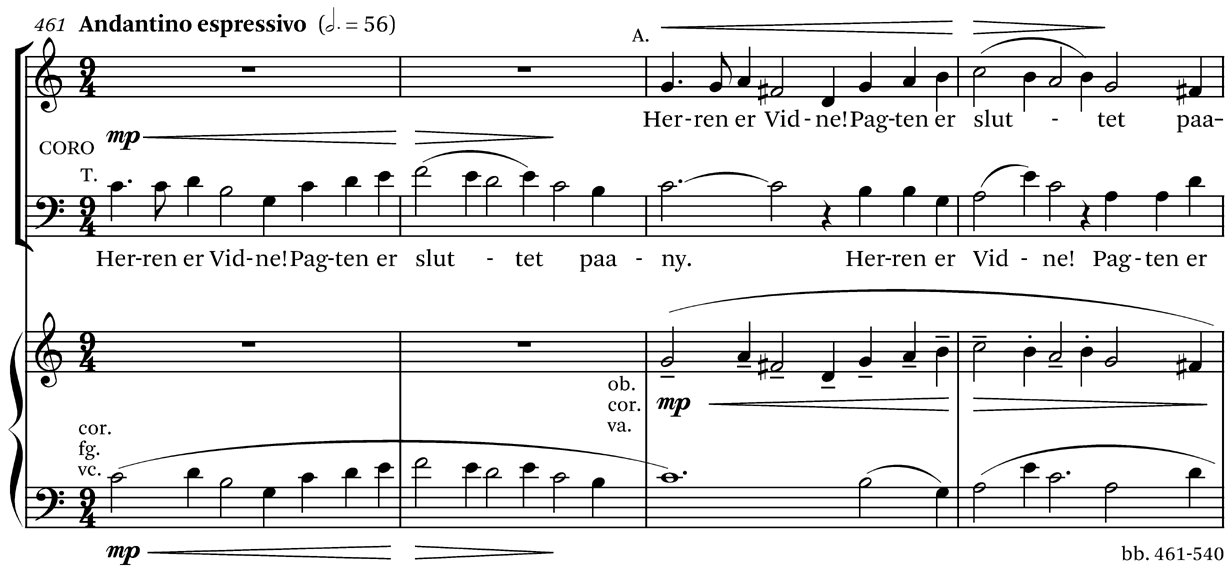 461 Andantino espressivo (𝅗𝅥. = 56)
A.
Her-ren er Vid-ne! Pag-ten er slut - tet paa-
mp
CORO
T.
Her-ren er Vid-ne! Pag-ten er slut - tet paa - ny. Her-ren er Vid - ne! Pag-ten er
ob.
cor.
va.
mp
cor.
fg.
vc.
mp
bb. 461-540